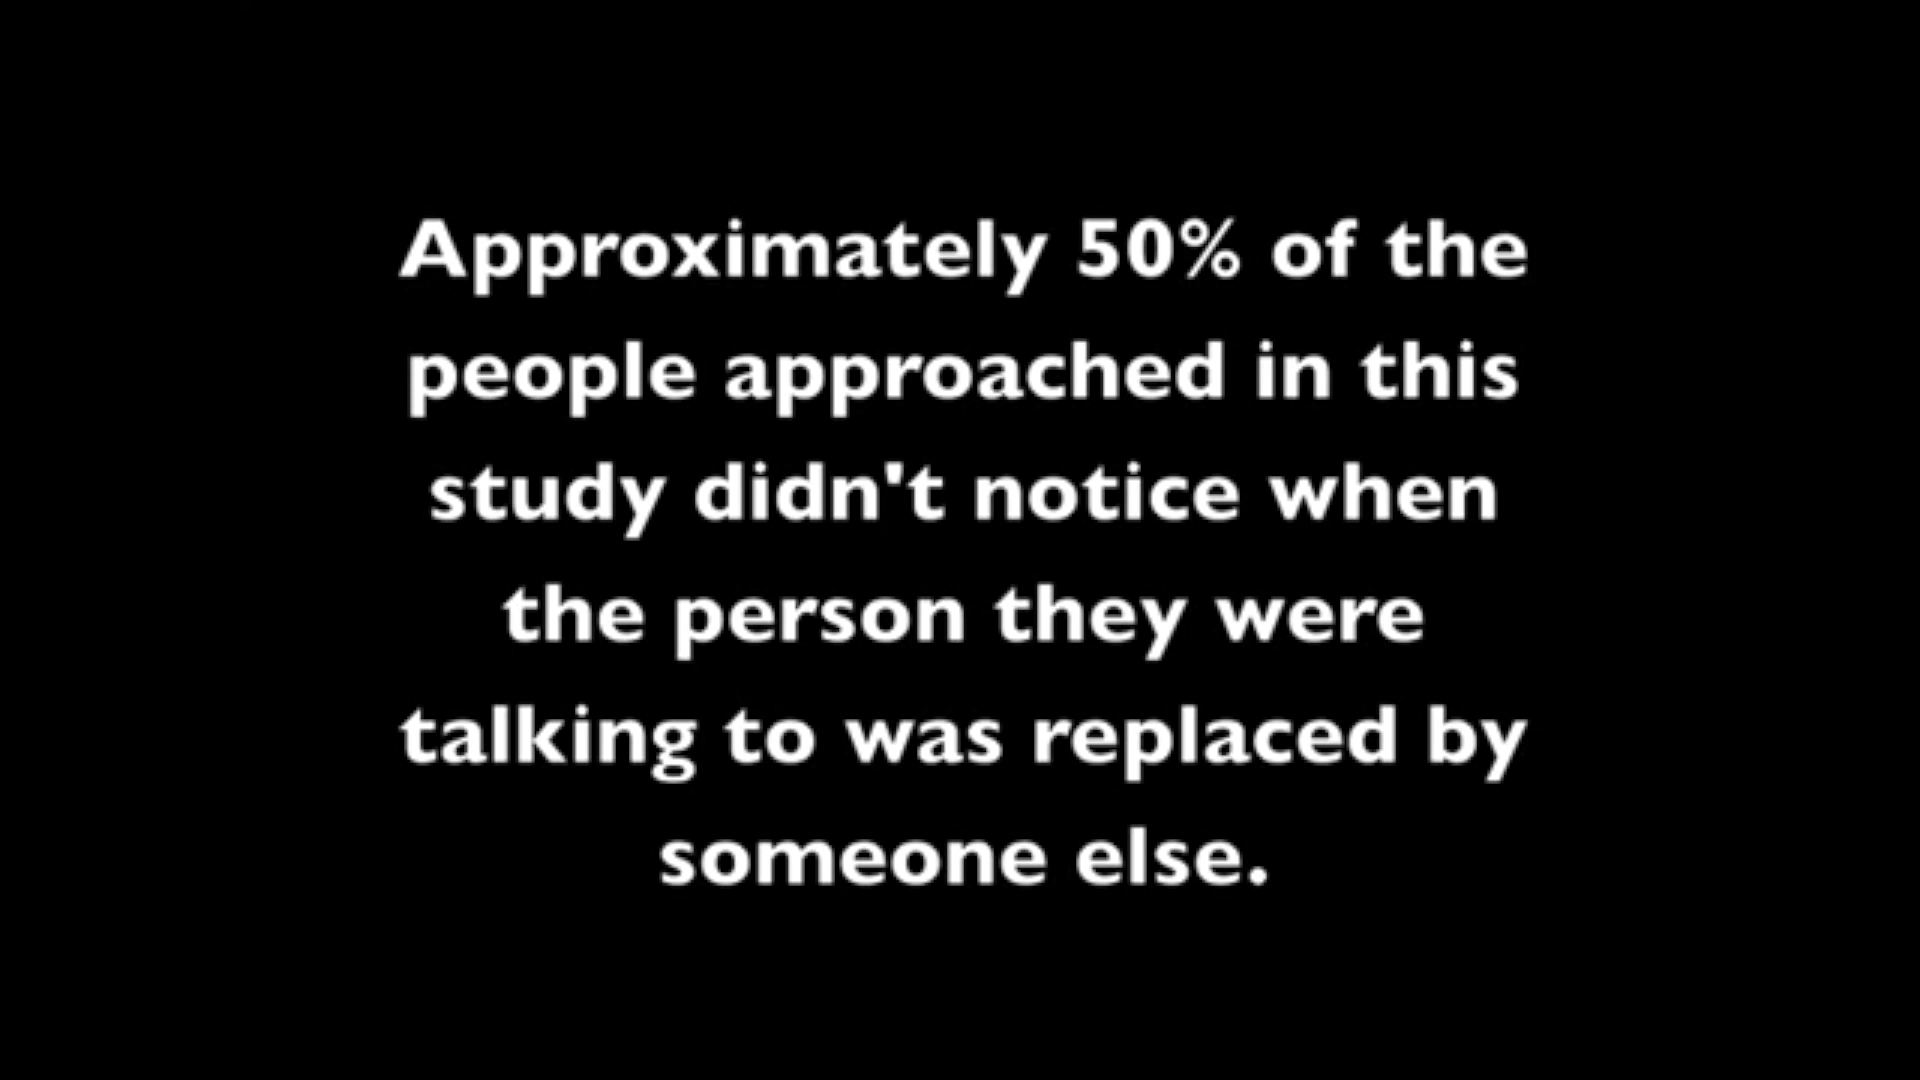 Approximately 50% of the
people approached in this
study didn't notice when
the person they were
talking to was replaced by
someone else.